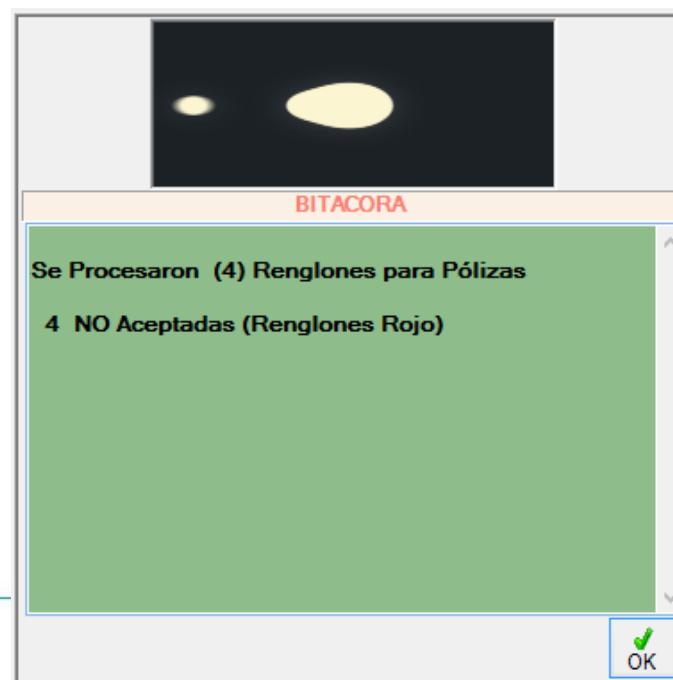 BITACORA
Se Procesaron (4) Renglones para Pólizas
4 NO Aceptadas (Renglones Rojo)
OK